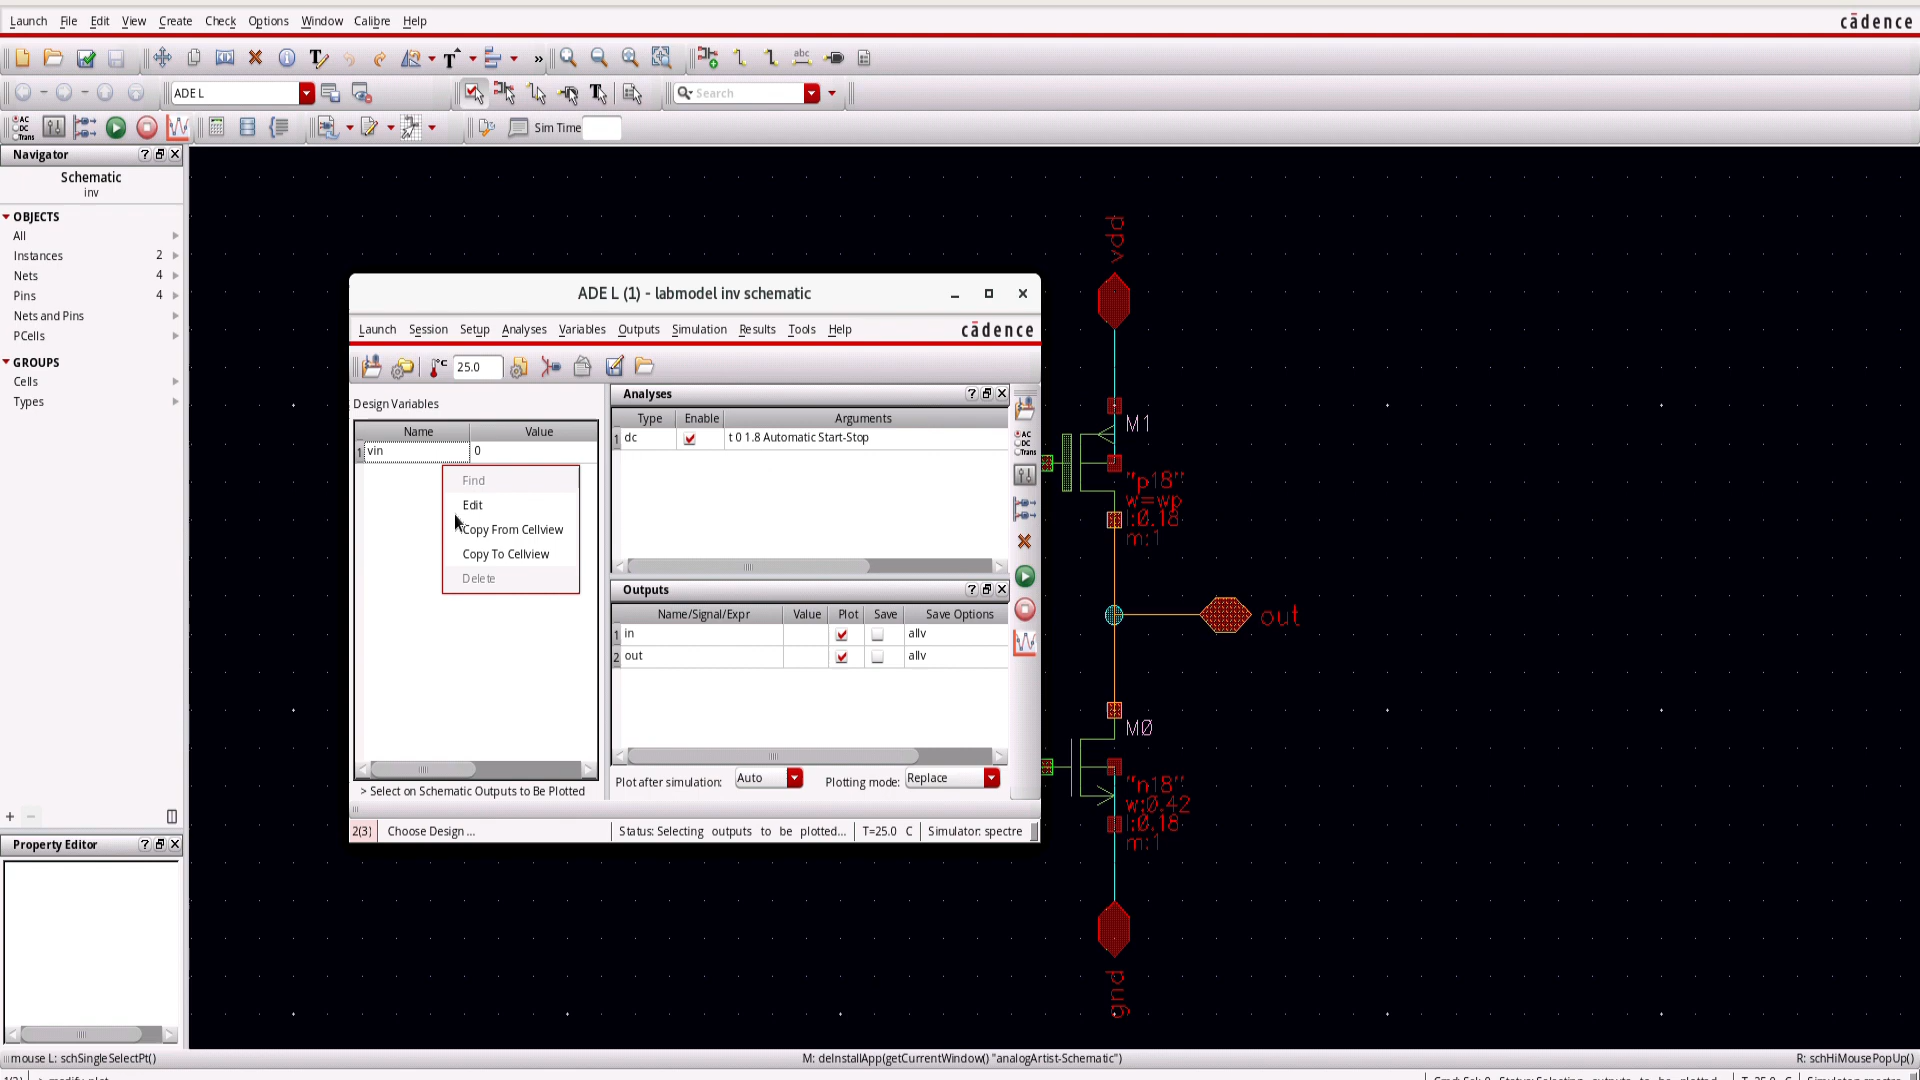 Launch File Edit View Create Check Options Window Calibre Help
cādence
ADE L
Search
AC
DC
Trans
Sim Time
Navigator
Schematic
inv
OBJECTS
All
Instances 2
Nets 4
Pins 4
Nets and Pins
PCells
GROUPS
Cells
Types
Property Editor
ADE L (1) - labmodel inv schematic
Launch Session Setup Analyses Variables Outputs Simulation Results Tools Help
cādence
°C 25.0
Design Variables
Name Value
1 vin 0
Find
Edit
Copy From Cellview
Copy To Cellview
Delete
> Select on Schematic Outputs to Be Plotted
Analyses
Type Enable Arguments
1 dc t 0 1.8 Automatic Start-Stop
AC
DC
Trans
Outputs
Name/Signal/Expr Value Plot Save Save Options
1 in allv
2 out allv
Plot after simulation: Auto Plotting mode: Replace
2(3) Choose Design ... Status: Selecting outputs to be plotted... T=25.0 C Simulator: spectre
vdd
M1
"p18"
w=wp
l:0.18
m:1
out
M0
"n18"
w:0.42
l:0.18
m:1
gnd
mouse L: schSingleSelectPt() M: deInstallApp(getCurrentWindow() "analogArtist-Schematic") R: schHiMousePopUp()